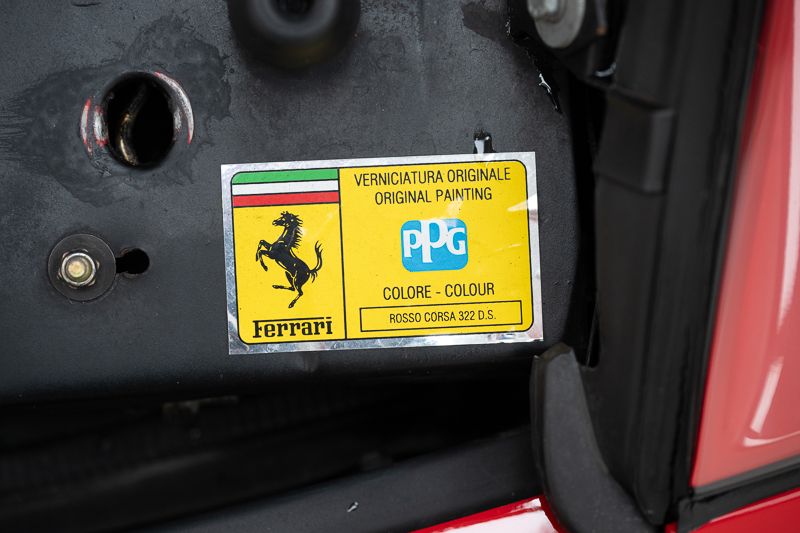 VERNICIATURA ORIGINALE
ORIGINAL PAINTING
PPG
COLORE - COLOUR
ROSSO CORSA 322 D.S.
Ferrari